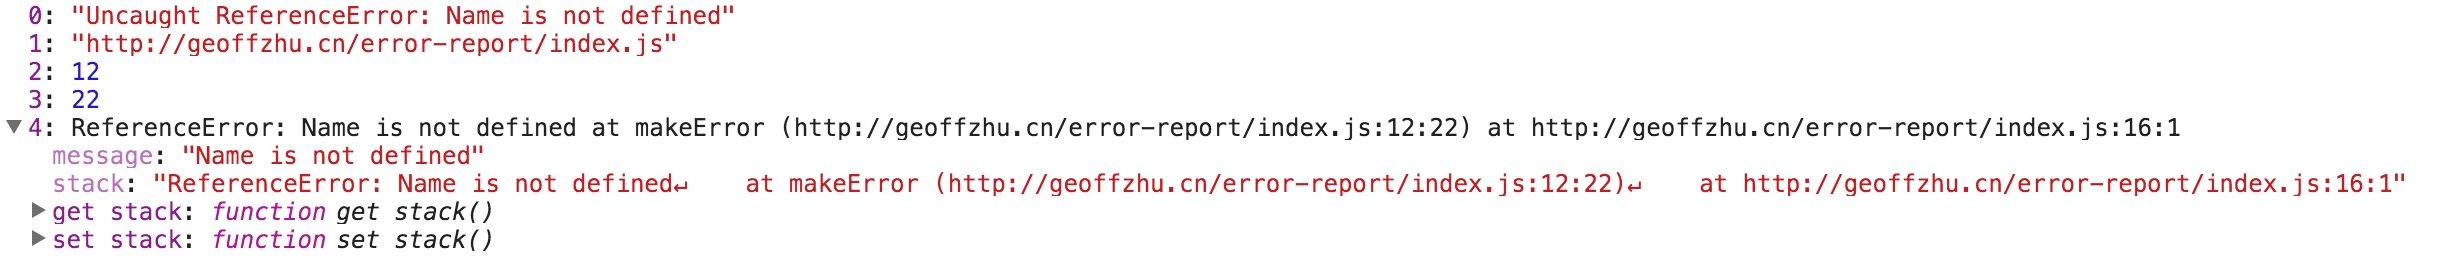 0: "Uncaught ReferenceError: Name is not defined"
1: "http://geoffzhu.cn/error-report/index.js"
2: 12
3: 22
▼4: ReferenceError: Name is not defined at makeError (http://geoffzhu.cn/error-report/index.js:12:22) at http://geoffzhu.cn/error-report/index.js:16:1
message: "Name is not defined"
stack: "ReferenceError: Name is not defined↵    at makeError (http://geoffzhu.cn/error-report/index.js:12:22)↵    at http://geoffzhu.cn/error-report/index.js:16:1"
▶get stack: function get stack()
▶set stack: function set stack()